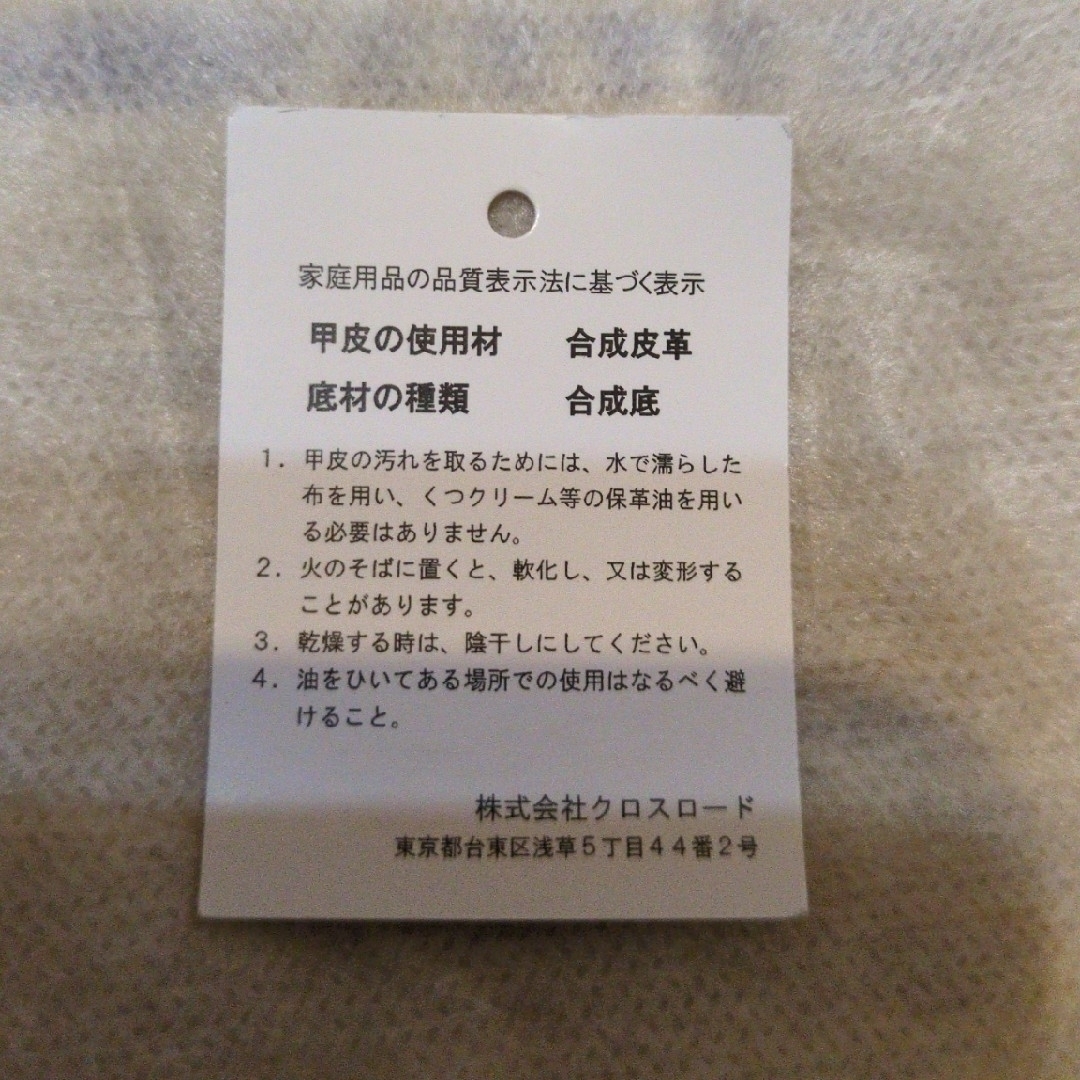 家庭用品の品質表示法に基づく表示
甲皮の使用材　　合成皮革
底材の種類　　　合成底
1．甲皮の汚れを取るためには、水で濡らした
布を用い、くつクリーム等の保革油を用い
る必要はありません。
2．火のそばに置くと、軟化し、又は変形する
ことがあります。
3．乾燥する時は、陰干しにしてください。
4．油をひいてある場所での使用はなるべく避
けること。
株式会社クロスロード
東京都台東区浅草5丁目44番2号